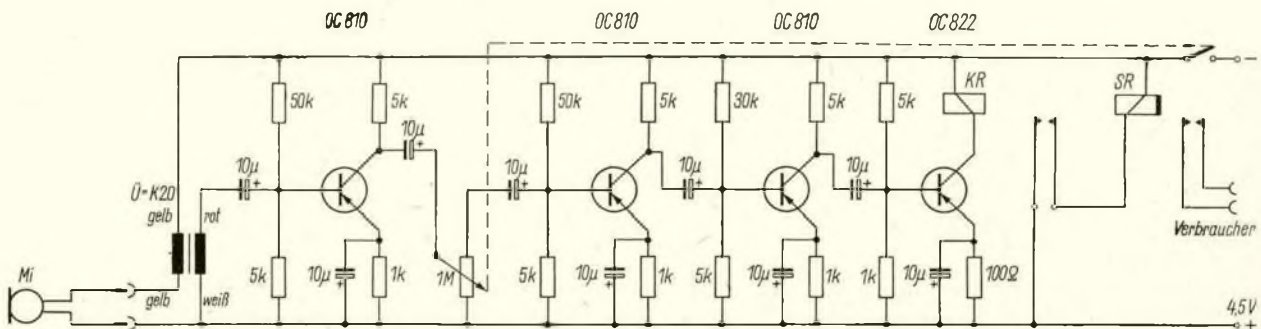 OC 810 OC 810 OC 810 OC 822
KR SR
50k 5k 50k 5k 30k 5k 5k
10µ
+
10µ
+
10µ
+
10µ
+
10µ
+
Ü=K20
gelb rot
Verbraucher
Mi
gelb weiß
5k 10µ + 1k 1M 5k 10µ + 1k 5k 10µ + 1k 1k 10µ + 100Ω
4,5V
− +